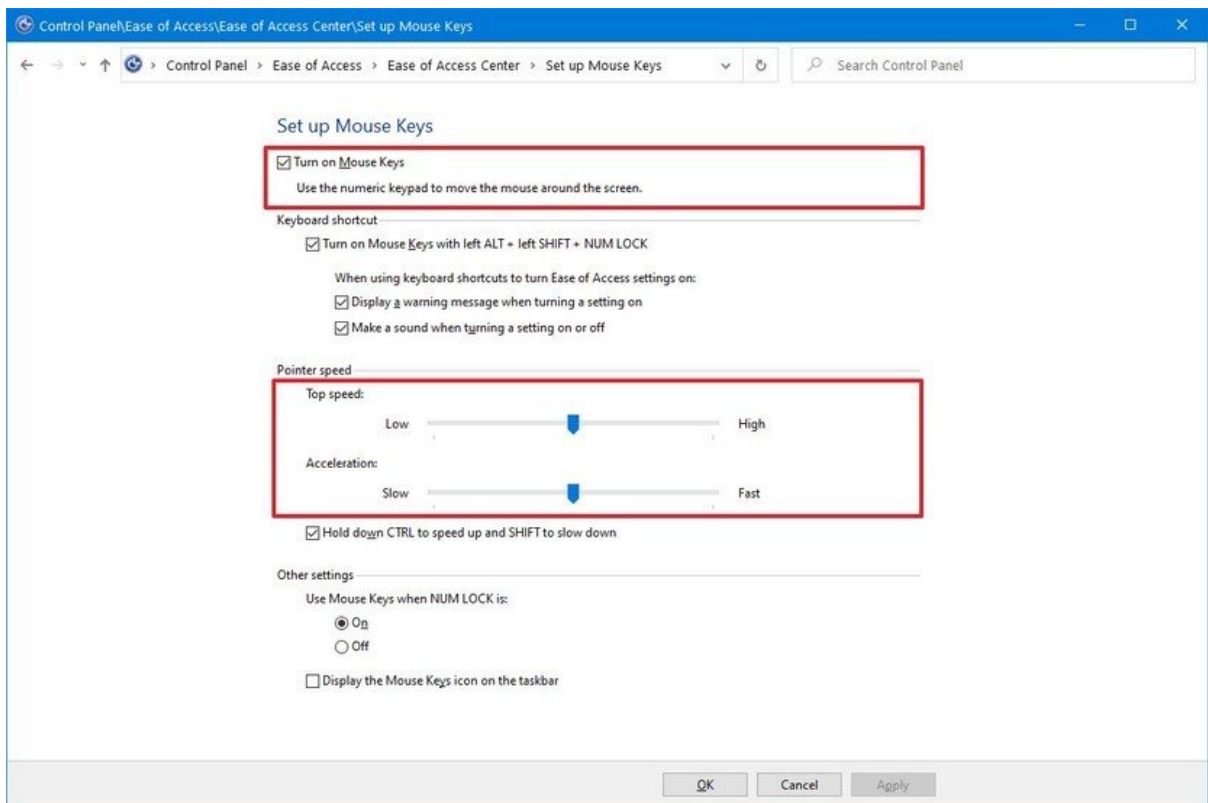 Control Panel\Ease of Access\Ease of Access Center\Set up Mouse Keys
Control Panel › Ease of Access › Ease of Access Center › Set up Mouse Keys
Search Control Panel
Set up Mouse Keys
Turn on Mouse Keys
Use the numeric keypad to move the mouse around the screen.
Keyboard shortcut
Turn on Mouse Keys with left ALT + left SHIFT + NUM LOCK
When using keyboard shortcuts to turn Ease of Access settings on:
Display a warning message when turning a setting on
Make a sound when turning a setting on or off
Pointer speed
Top speed:
Low High
Acceleration:
Slow Fast
Hold down CTRL to speed up and SHIFT to slow down
Other settings
Use Mouse Keys when NUM LOCK is:
On
Off
Display the Mouse Keys icon on the taskbar
OK Cancel Apply